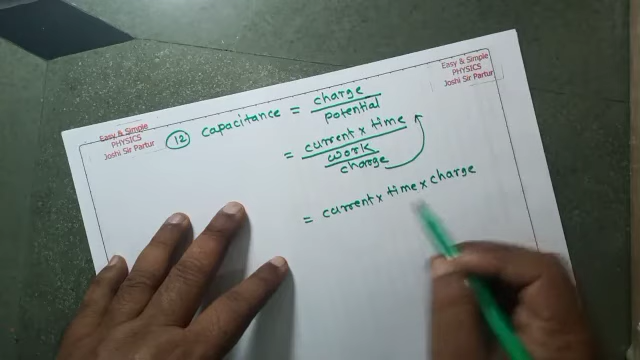 Easy & Simple
PHYSICS
Joshi Sir Partur
Easy & Simple
PHYSICS
Joshi Sir Partur
12 capacitance = charge
potential
= current × time
work
charge
= current × time × charge